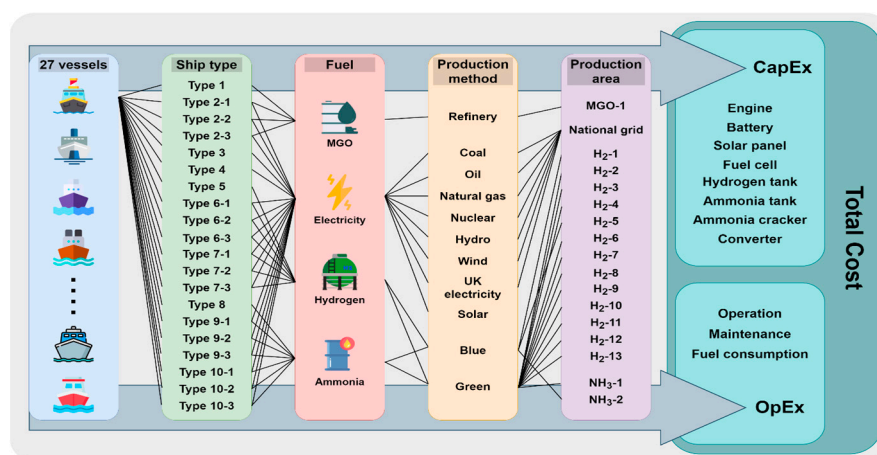 27 vessels
Ship type
Type 1
Type 2-1
Type 2-2
Type 2-3
Type 3
Type 4
Type 5
Type 6-1
Type 6-2
Type 6-3
Type 7-1
Type 7-2
Type 7-3
Type 8
Type 9-1
Type 9-2
Type 9-3
Type 10-1
Type 10-2
Type 10-3
Fuel
MGO
Electricity
Hydrogen
Ammonia
Production
method
Refinery
Coal
Oil
Natural gas
Nuclear
Hydro
Wind
UK
electricity
Solar
Blue
Green
Production
area
MGO-1
National grid
H₂-1
H₂-2
H₂-3
H₂-4
H₂-5
H₂-6
H₂-7
H₂-8
H₂-9
H₂-10
H₂-11
H₂-12
H₂-13
NH₃-1
NH₃-2
CapEx
Engine
Battery
Solar panel
Fuel cell
Hydrogen tank
Ammonia tank
Ammonia cracker
Converter
Operation
Maintenance
Fuel consumption
OpEx
Total Cost